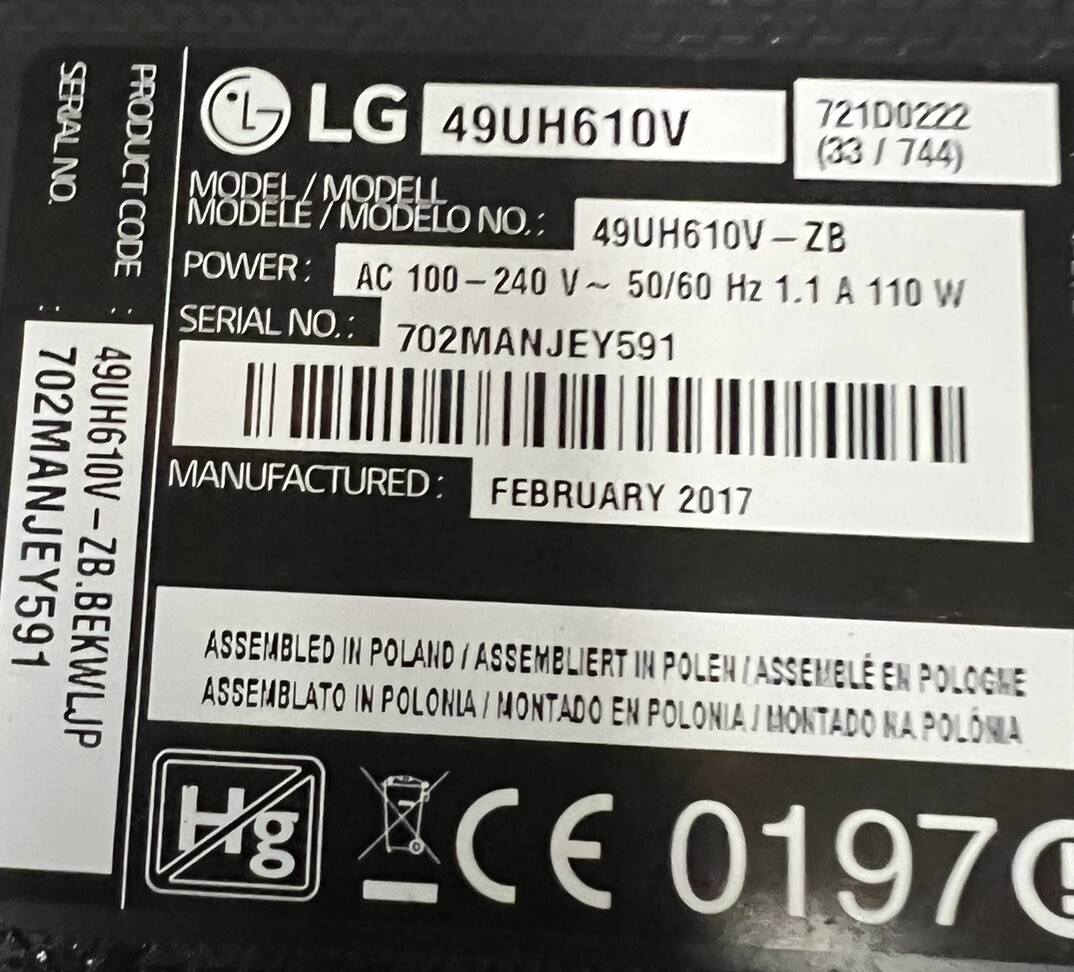 LG 49UH610V
721D0222
(33 / 744)
MODEL / MODELL
MODÈLE / MODELO NO. :
49UH610V – ZB
POWER : AC 100 – 240 V ~ 50/60 Hz 1.1 A 110 W
SERIAL NO. : 702MANJEY591
MANUFACTURED : FEBRUARY 2017
ASSEMBLED IN POLAND / ASSEMBLIERT IN POLEN / ASSEMBLÉ EN POLOGNE
ASSEMBLATO IN POLONIA / MONTADO EN POLONIA / MONTADO NA POLÓNIA
Hg
CE 0197
PRODUCT CODE : 49UH610V – ZB.BEKWLJP
SERIAL NO. : 702MANJEY591